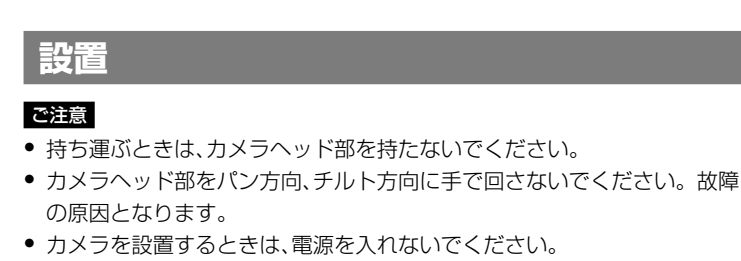 設置
ご注意
• 持ち運ぶときは、カメラヘッド部を持たないでください。
• カメラヘッド部をパン方向、チルト方向に手で回さないでください。故障
の原因となります。
• カメラを設置するときは、電源を入れないでください。